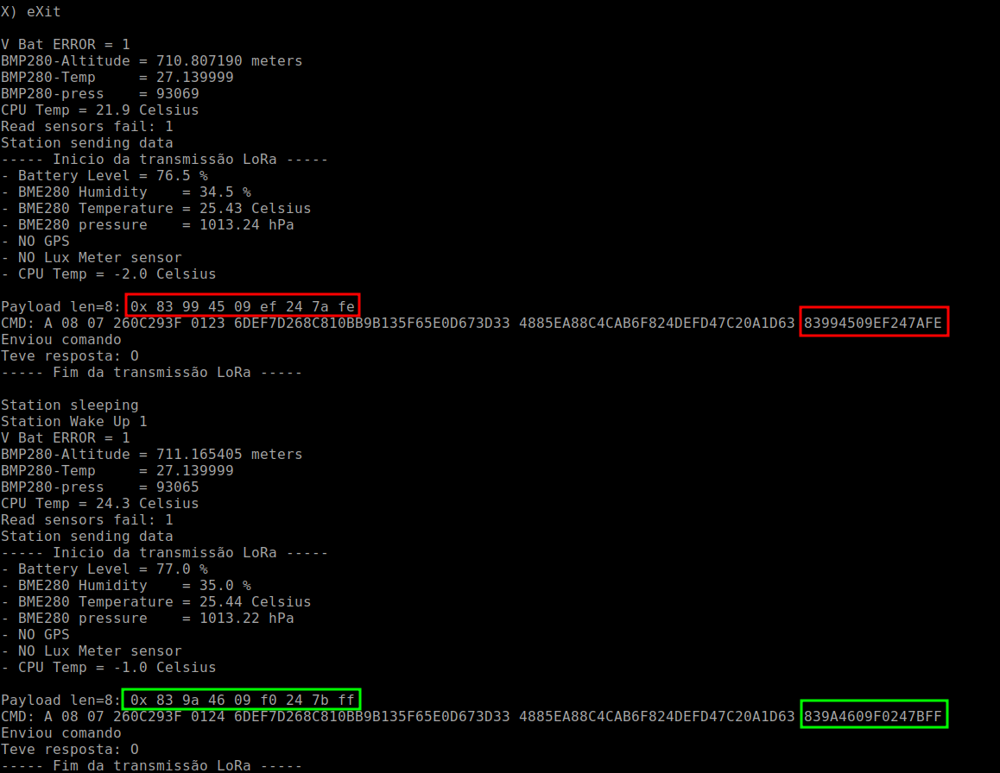 X) eXit
V Bat ERROR = 1
BMP280-Altitude = 710.807190 meters
BMP280-Temp     = 27.139999
BMP280-press    = 93069
CPU Temp = 21.9 Celsius
Read sensors fail: 1
Station sending data
----- Inicio da transmissão LoRa -----
- Battery Level = 76.5 %
- BME280 Humidity    = 34.5 %
- BME280 Temperature = 25.43 Celsius
- BME280 pressure    = 1013.24 hPa
- NO GPS
- NO Lux Meter sensor
- CPU Temp = -2.0 Celsius
Payload len=8: 0x 83 99 45 09 ef 24 7a fe
CMD: A 08 07 260C293F 0123 6DEF7D268C810BB9B135F65E0D673D33 4885EA88C4CAB6F824DEFD47C20A1D63 83994509EF247AFE
Enviou comando
Teve resposta: O
----- Fim da transmissão LoRa -----
Station sleeping
Station Wake Up 1
V Bat ERROR = 1
BMP280-Altitude = 711.165405 meters
BMP280-Temp     = 27.139999
BMP280-press    = 93065
CPU Temp = 24.3 Celsius
Read sensors fail: 1
Station sending data
----- Inicio da transmissão LoRa -----
- Battery Level = 77.0 %
- BME280 Humidity    = 35.0 %
- BME280 Temperature = 25.44 Celsius
- BME280 pressure    = 1013.22 hPa
- NO GPS
- NO Lux Meter sensor
- CPU Temp = -1.0 Celsius
Payload len=8: 0x 83 9a 46 09 f0 24 7b ff
CMD: A 08 07 260C293F 0124 6DEF7D268C810BB9B135F65E0D673D33 4885EA88C4CAB6F824DEFD47C20A1D63 839A4609F0247BFF
Enviou comando
Teve resposta: O
----- Fim da transmissão LoRa -----